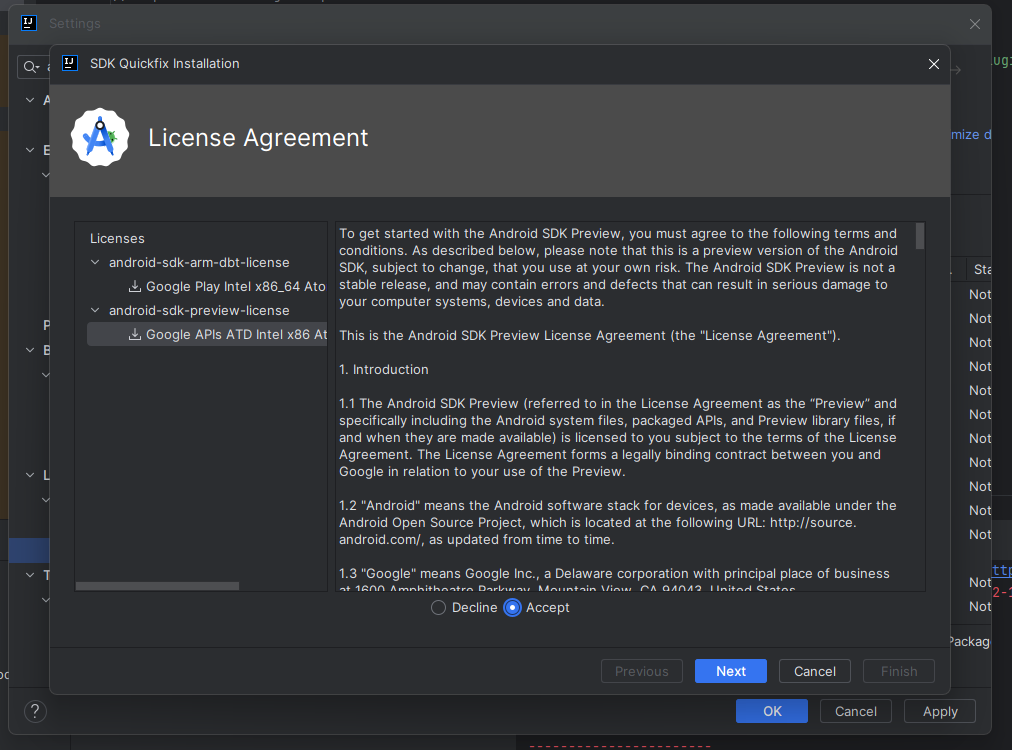 Settings
SDK Quickfix Installation
License Agreement
Licenses
android-sdk-arm-dbt-license
Google Play Intel x86_64 Ato
android-sdk-preview-license
Google APIs ATD Intel x86 At
To get started with the Android SDK Preview, you must agree to the following terms and
conditions. As described below, please note that this is a preview version of the Android
SDK, subject to change, that you use at your own risk. The Android SDK Preview is not a
stable release, and may contain errors and defects that can result in serious damage to
your computer systems, devices and data.
This is the Android SDK Preview License Agreement (the "License Agreement").
1. Introduction
1.1 The Android SDK Preview (referred to in the License Agreement as the “Preview” and
specifically including the Android system files, packaged APIs, and Preview library files, if
and when they are made available) is licensed to you subject to the terms of the License
Agreement. The License Agreement forms a legally binding contract between you and
Google in relation to your use of the Preview.
1.2 "Android" means the Android software stack for devices, as made available under the
Android Open Source Project, which is located at the following URL: http://source.
android.com/, as updated from time to time.
1.3 "Google" means Google Inc., a Delaware corporation with principal place of business
at 1600 Amphitheatre Parkway, Mountain View, CA 94043, United States.
Decline
Accept
Previous
Next
Cancel
Finish
mize d
Sta
Not
Not
Not
Not
Not
Not
Not
Not
Not
Not
Not
Not
Not
Packag
?
OK
Cancel
Apply